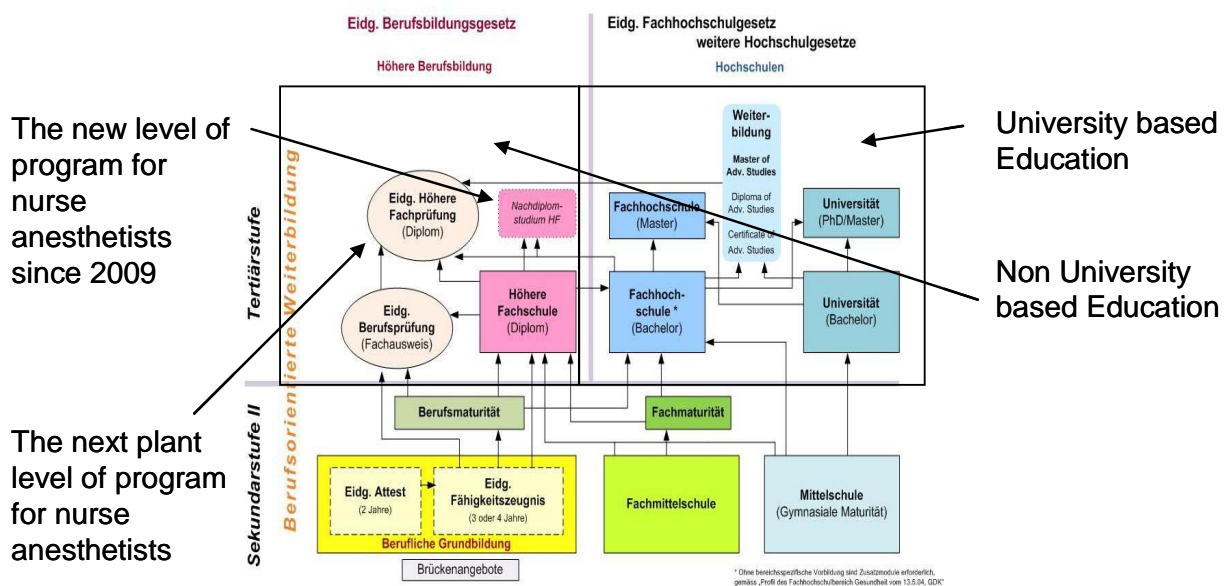 Eidg. Berufsbildungsgesetz
Eidg. Fachhochschulgesetz
weitere Hochschulgesetze
Höhere Berufsbildung
Hochschulen
The new level of
program for
nurse
anesthetists
since 2009
The next plant
level of program
for nurse
anesthetists
Tertiärstufe
Sekundarstufe II
Berufsorientierte Weiterbildung
Eidg. Höhere
Fachprüfung
(Diplom)
Nachdiplom-
studium HF
Eidg.
Berufsprüfung
(Fachausweis)
Höhere
Fachschule
(Diplom)
Weiter-
bildung
Master of
Adv. Studies
Diploma of
Adv. Studies
Certificate of
Adv. Studies
Fachhochschule
(Master)
Universität
(PhD/Master)
Fachhoch-
schule *
(Bachelor)
Universität
(Bachelor)
University based
Education
Non University
based Education
Berufsmaturität
Fachmaturität
Eidg. Attest
(2 Jahre)
Eidg.
Fähigkeitszeugnis
(3 oder 4 Jahre)
Berufliche Grundbildung
Brückenangebote
Fachmittelschule
Mittelschule
(Gymnasiale Maturität)
* Ohne bereichsspezifische Vorbildung sind Zusatzmodule erforderlich,
gemäss „Profil des Fachhochschulbereich Gesundheit vom 13.5.04, GDK"